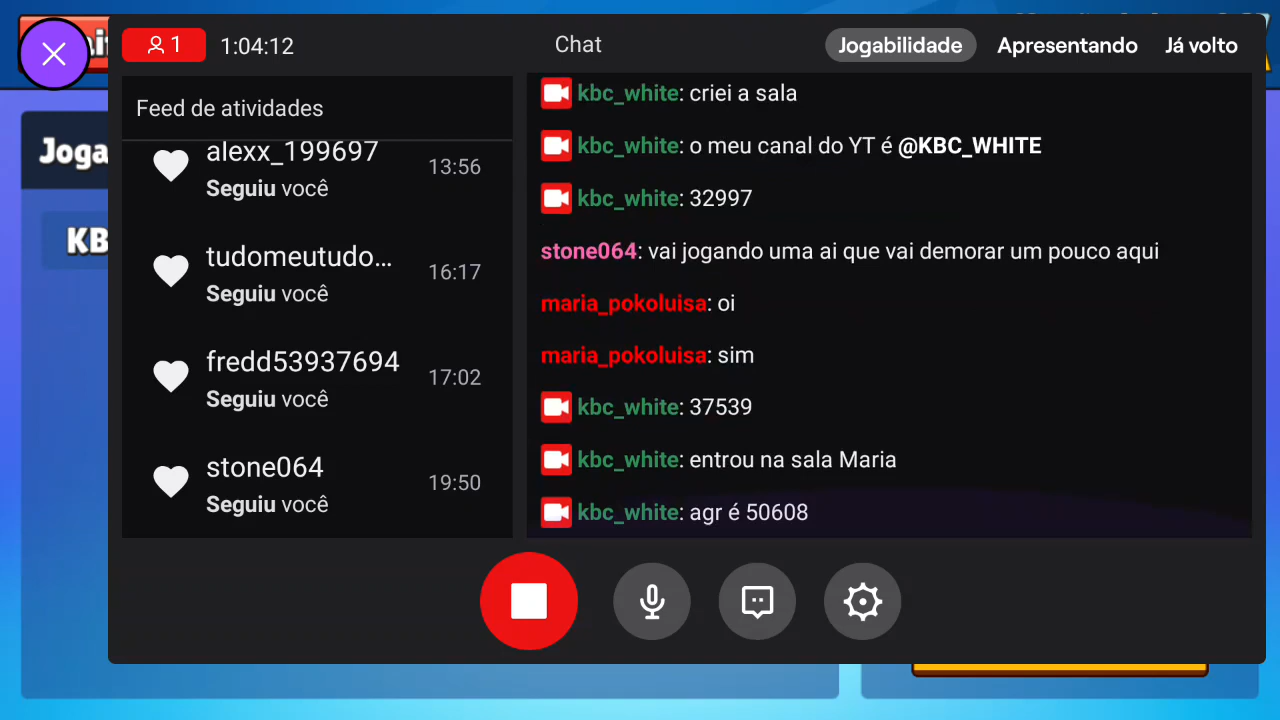 1
1:04:12
Chat
Jogabilidade
Apresentando
Já volto
Feed de atividades
alexx_199697
Seguiu você
13:56
tudomeutudo...
Seguiu você
16:17
fredd53937694
Seguiu você
17:02
stone064
Seguiu você
19:50
kbc_white: criei a sala
kbc_white: o meu canal do YT é @KBC_WHITE
kbc_white: 32997
stone064: vai jogando uma ai que vai demorar um pouco aqui
maria_pokoluisa: oi
maria_pokoluisa: sim
kbc_white: 37539
kbc_white: entrou na sala Maria
kbc_white: agr é 50608
Joga
KB